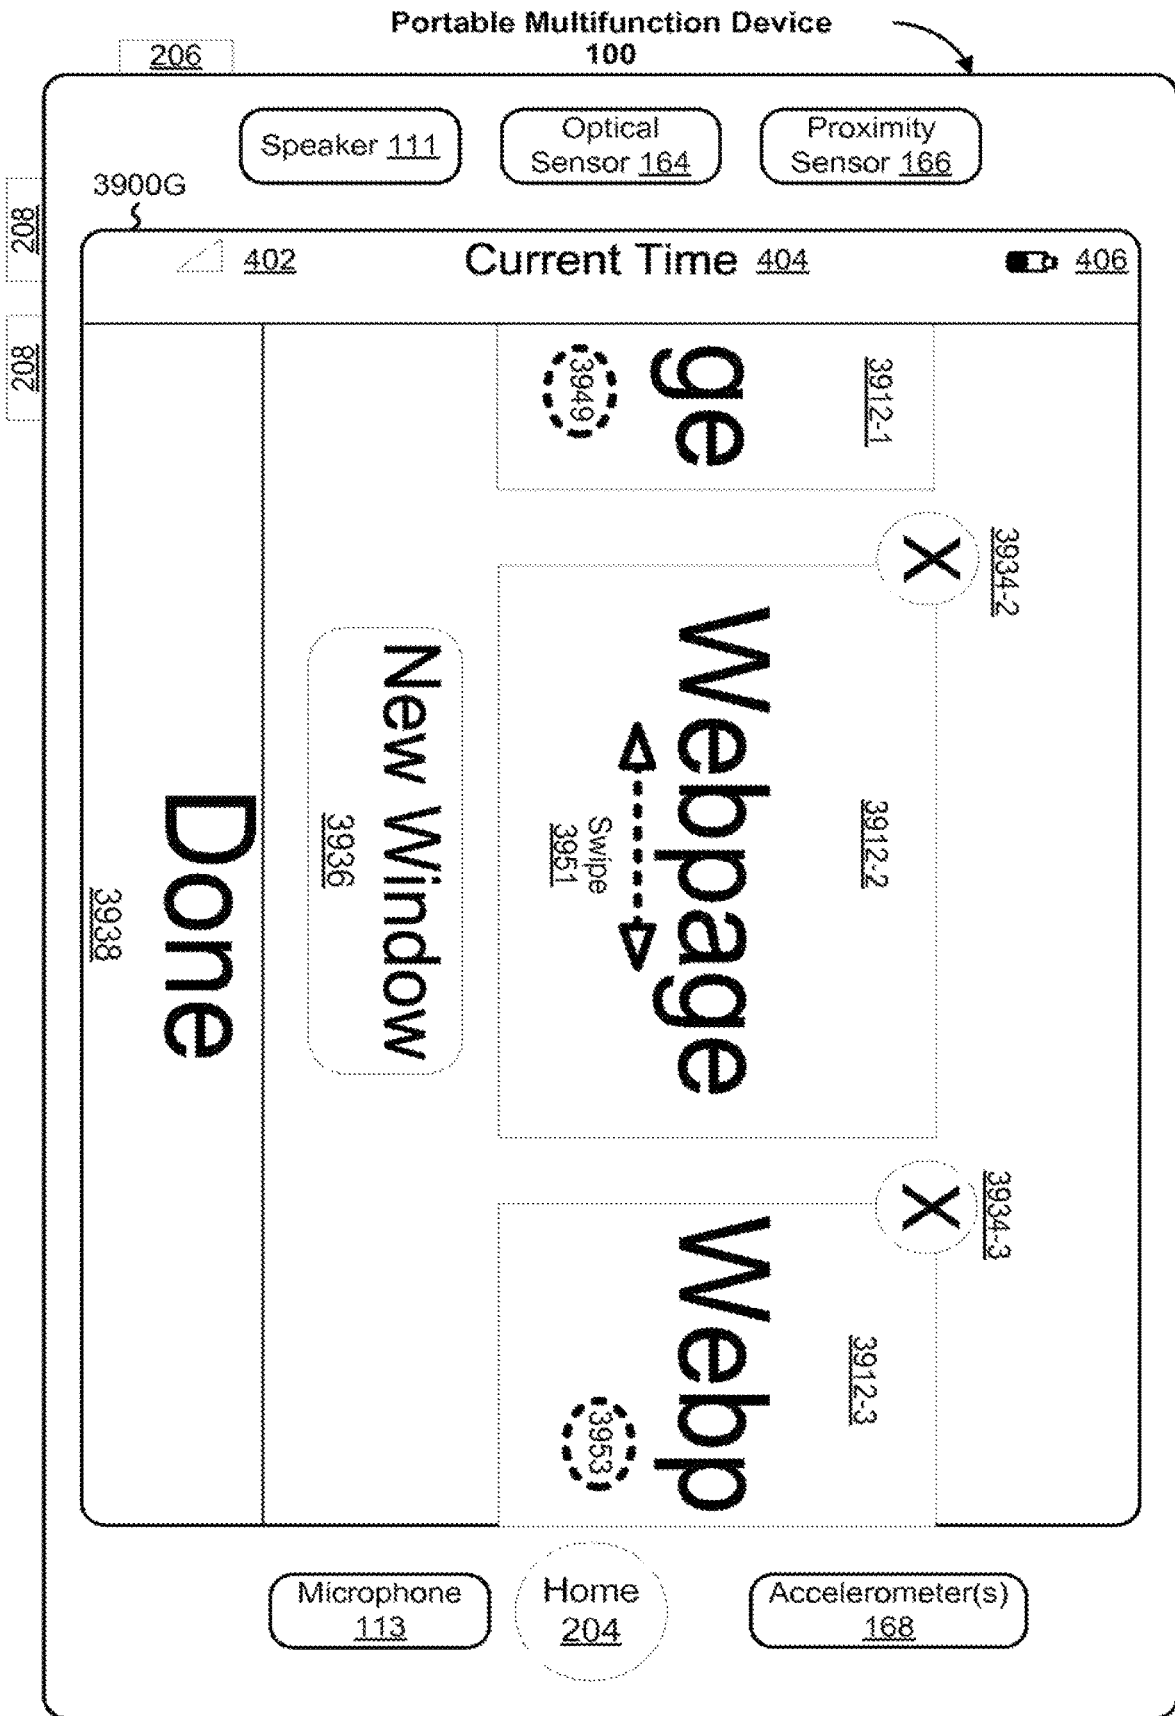 Portable Multifunction Device
100
206
Speaker 111
Optical
Sensor 164
Proximity
Sensor 166
3900G
208
208
402
Current Time 404
406
ge
3912-1
3949
X
3934-2
Webpage
3912-2
Swipe
3951
New Window
3936
Done
3938
X
3934-3
Webp
3912-3
3953
Microphone
113
Home
204
Accelerometer(s)
168